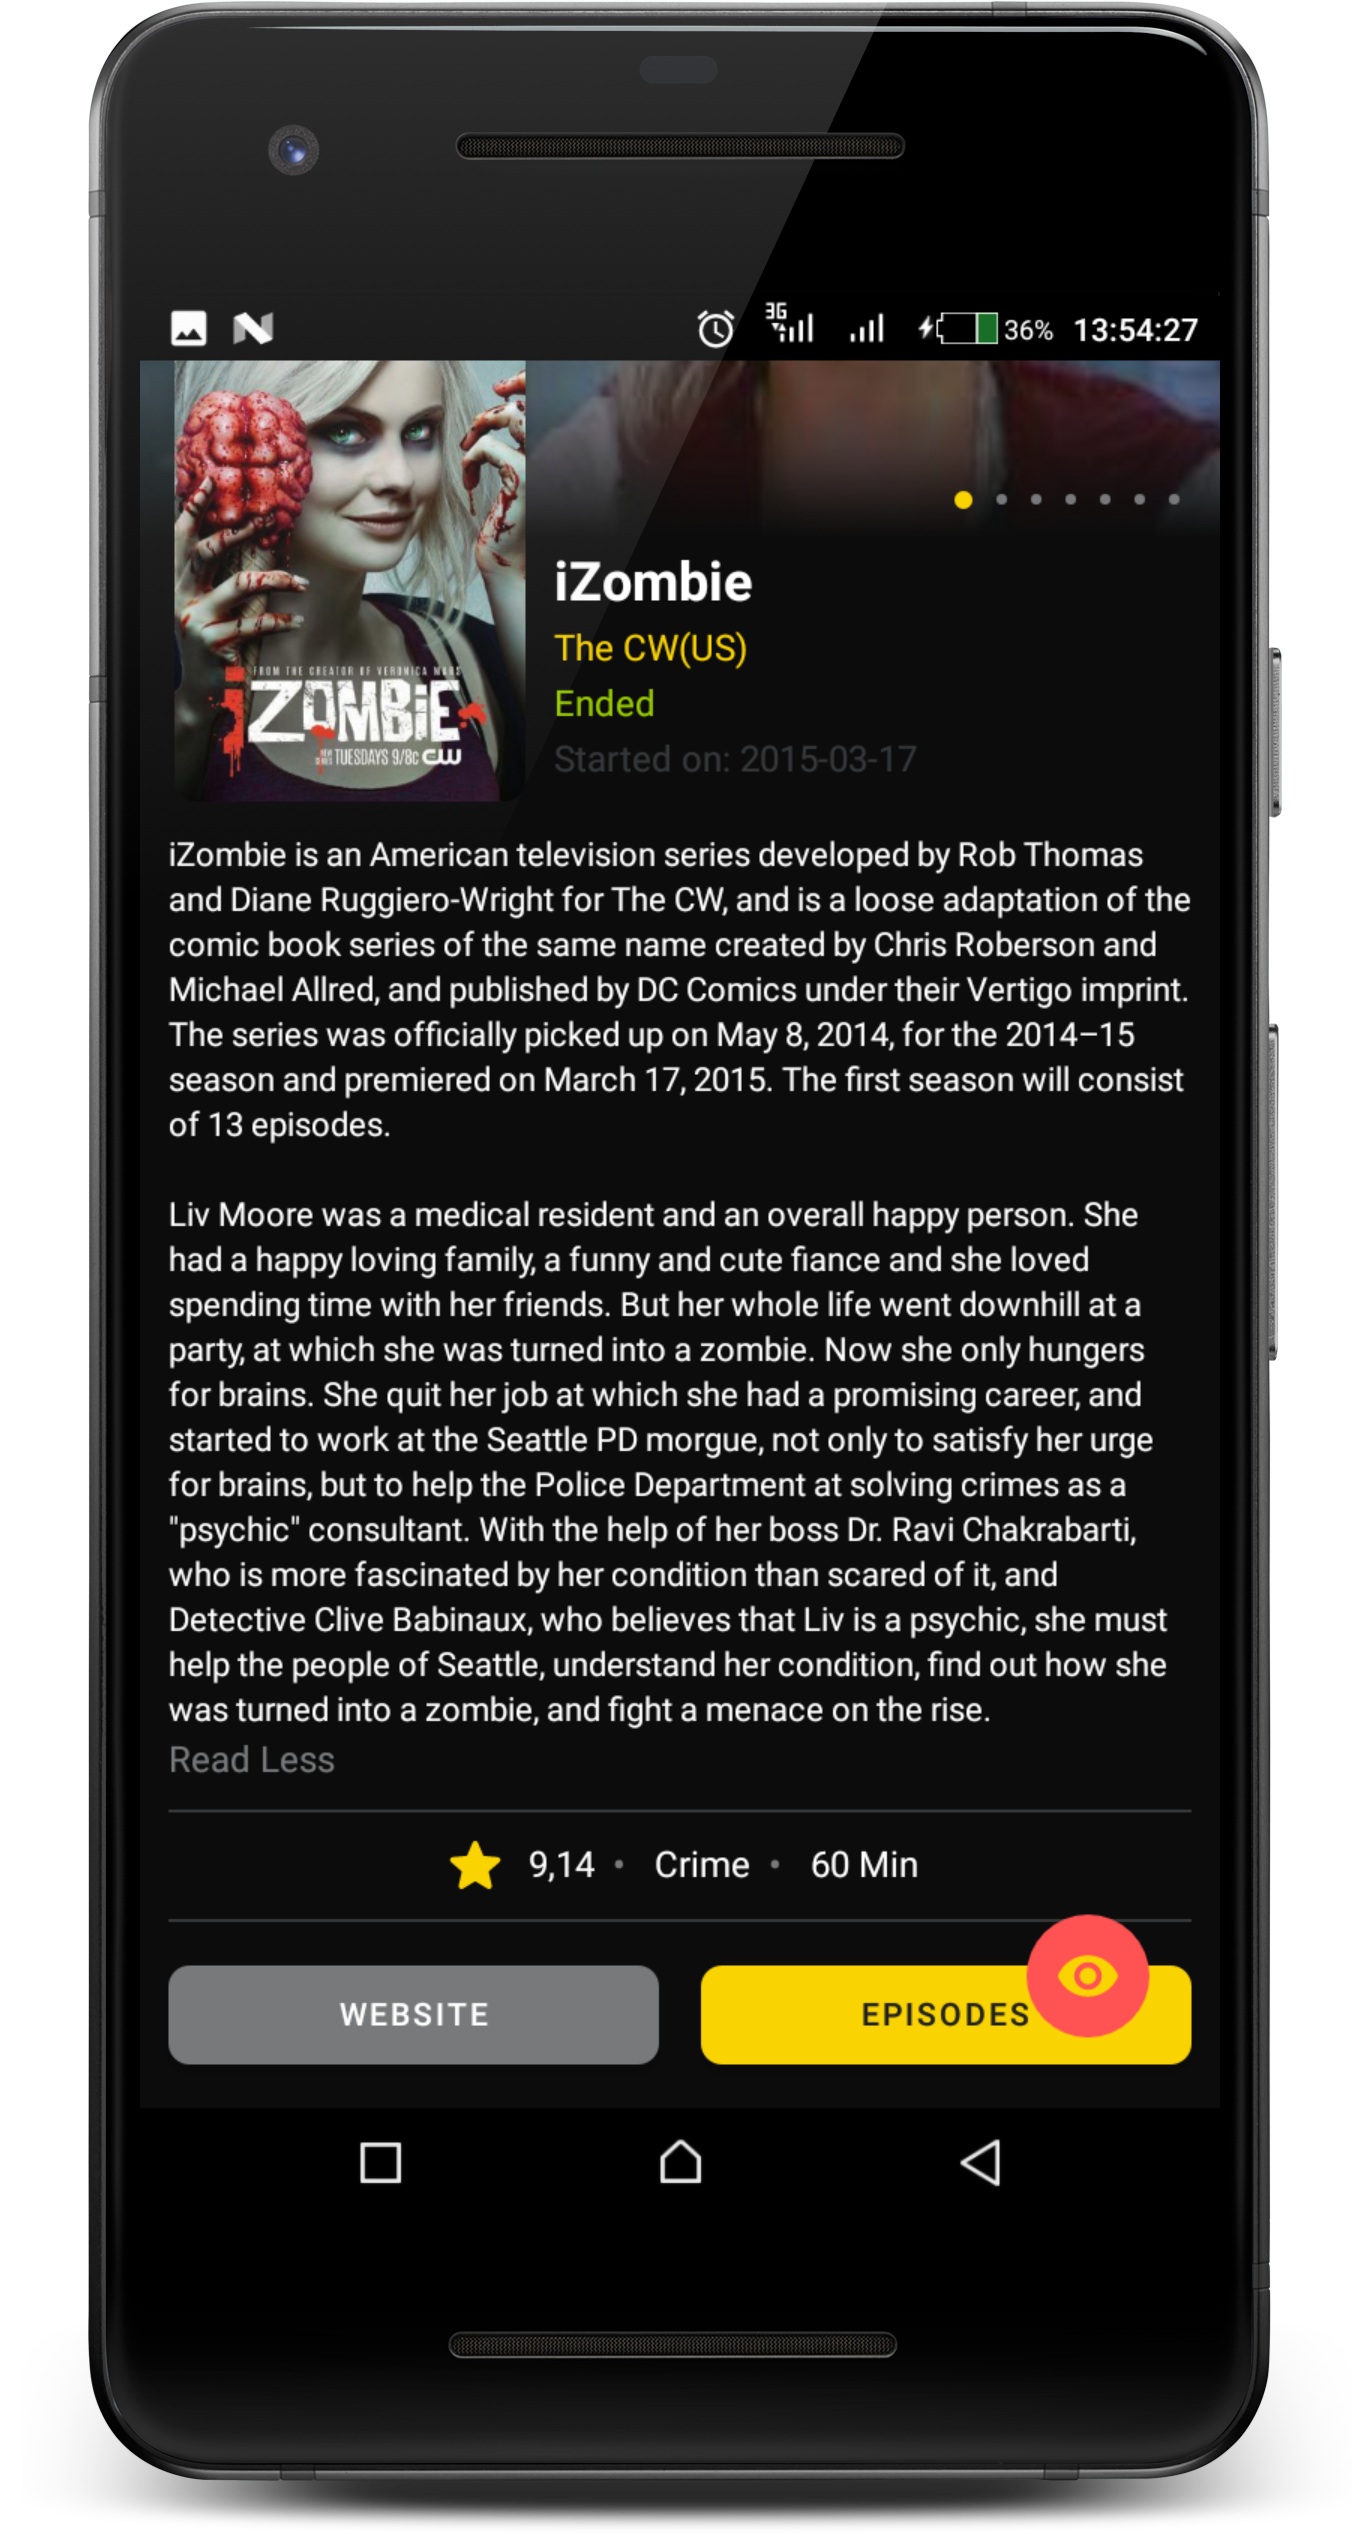 3G
36% 13:54:27
FROM THE CREATOR OF VERONICA MARS
iZOMBiE
NEW SERIES TUESDAYS 9/8c CW
iZombie
The CW(US)
Ended
Started on: 2015-03-17
iZombie is an American television series developed by Rob Thomas
and Diane Ruggiero-Wright for The CW, and is a loose adaptation of the
comic book series of the same name created by Chris Roberson and
Michael Allred, and published by DC Comics under their Vertigo imprint.
The series was officially picked up on May 8, 2014, for the 2014–15
season and premiered on March 17, 2015. The first season will consist
of 13 episodes.
Liv Moore was a medical resident and an overall happy person. She
had a happy loving family, a funny and cute fiance and she loved
spending time with her friends. But her whole life went downhill at a
party, at which she was turned into a zombie. Now she only hungers
for brains. She quit her job at which she had a promising career, and
started to work at the Seattle PD morgue, not only to satisfy her urge
for brains, but to help the Police Department at solving crimes as a
"psychic" consultant. With the help of her boss Dr. Ravi Chakrabarti,
who is more fascinated by her condition than scared of it, and
Detective Clive Babinaux, who believes that Liv is a psychic, she must
help the people of Seattle, understand her condition, find out how she
was turned into a zombie, and fight a menace on the rise.
Read Less
9,14 • Crime • 60 Min
WEBSITE
EPISODES